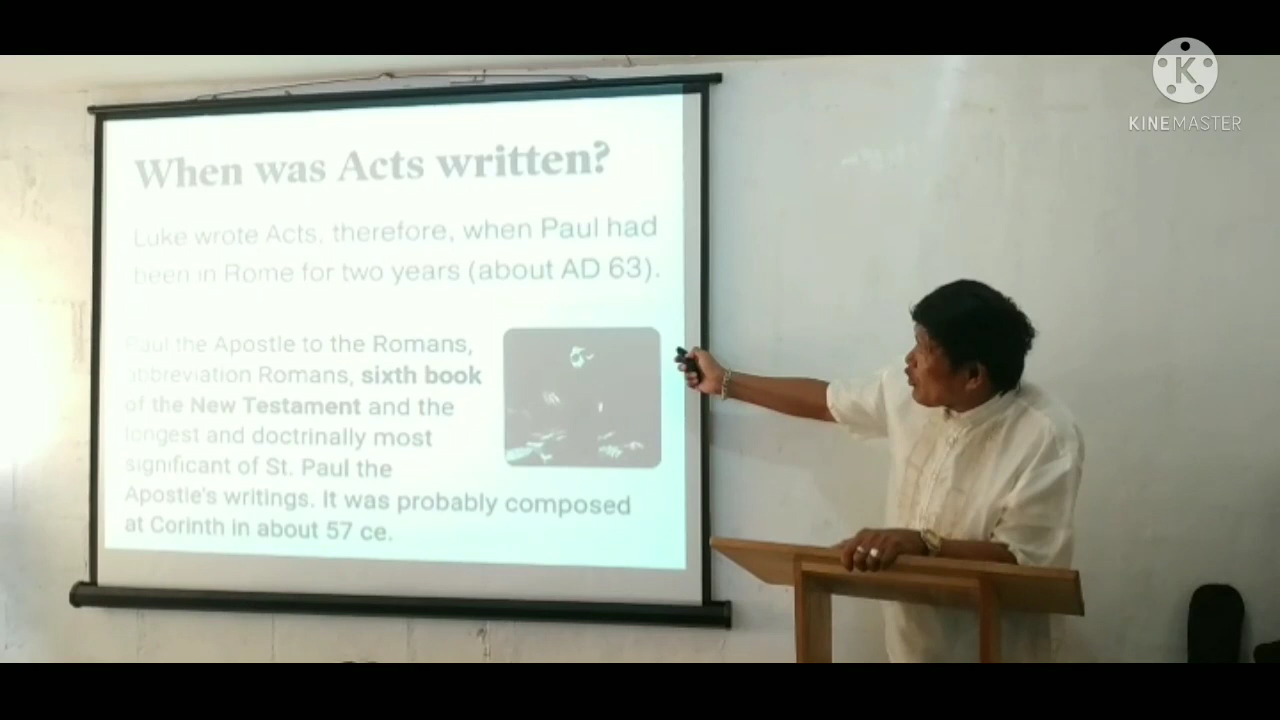 K
KINEMASTER
When was Acts written?
Luke wrote Acts, therefore, when Paul had
been in Rome for two years (about AD 63).
Paul the Apostle to the Romans,
abbreviation Romans, sixth book
of the New Testament and the
longest and doctrinally most
significant of St. Paul the
Apostle's writings. It was probably composed
at Corinth in about 57 ce.